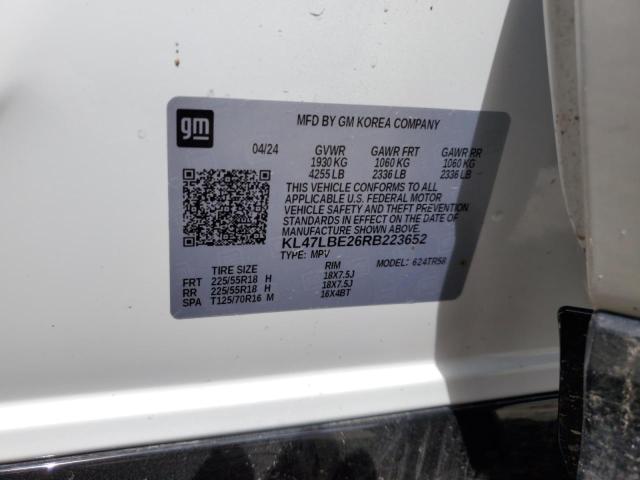 gm
MFD BY GM KOREA COMPANY
04/24 GVWR GAWR FRT GAWR RR
1930 KG 1060 KG 1060 KG
4255 LB 2336 LB 2336 LB
THIS VEHICLE CONFORMS TO ALL
APPLICABLE U.S. FEDERAL MOTOR
VEHICLE SAFETY AND THEFT PREVENTION
STANDARDS IN EFFECT ON THE DATE OF
MANUFACTURE SHOWN ABOVE.
KL47LBE26RB223652
TYPE: MPV 624TR58
TIRE SIZE RIM
FRT 225/55R18 H 18X7.5J
RR 225/55R18 H 18X7.5J
SPA T125/70R16 M 16X4BT